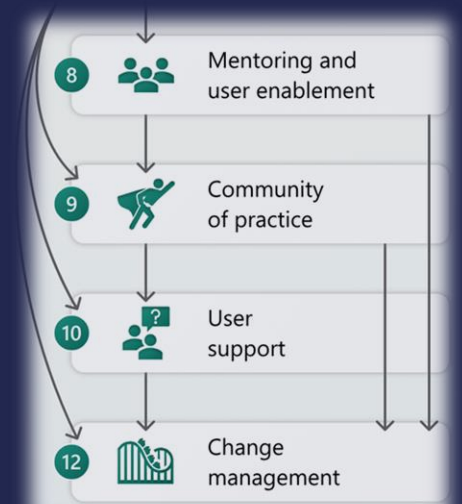 8
Mentoring and
user enablement
9
Community
of practice
?
10
User
support
12
Change
management